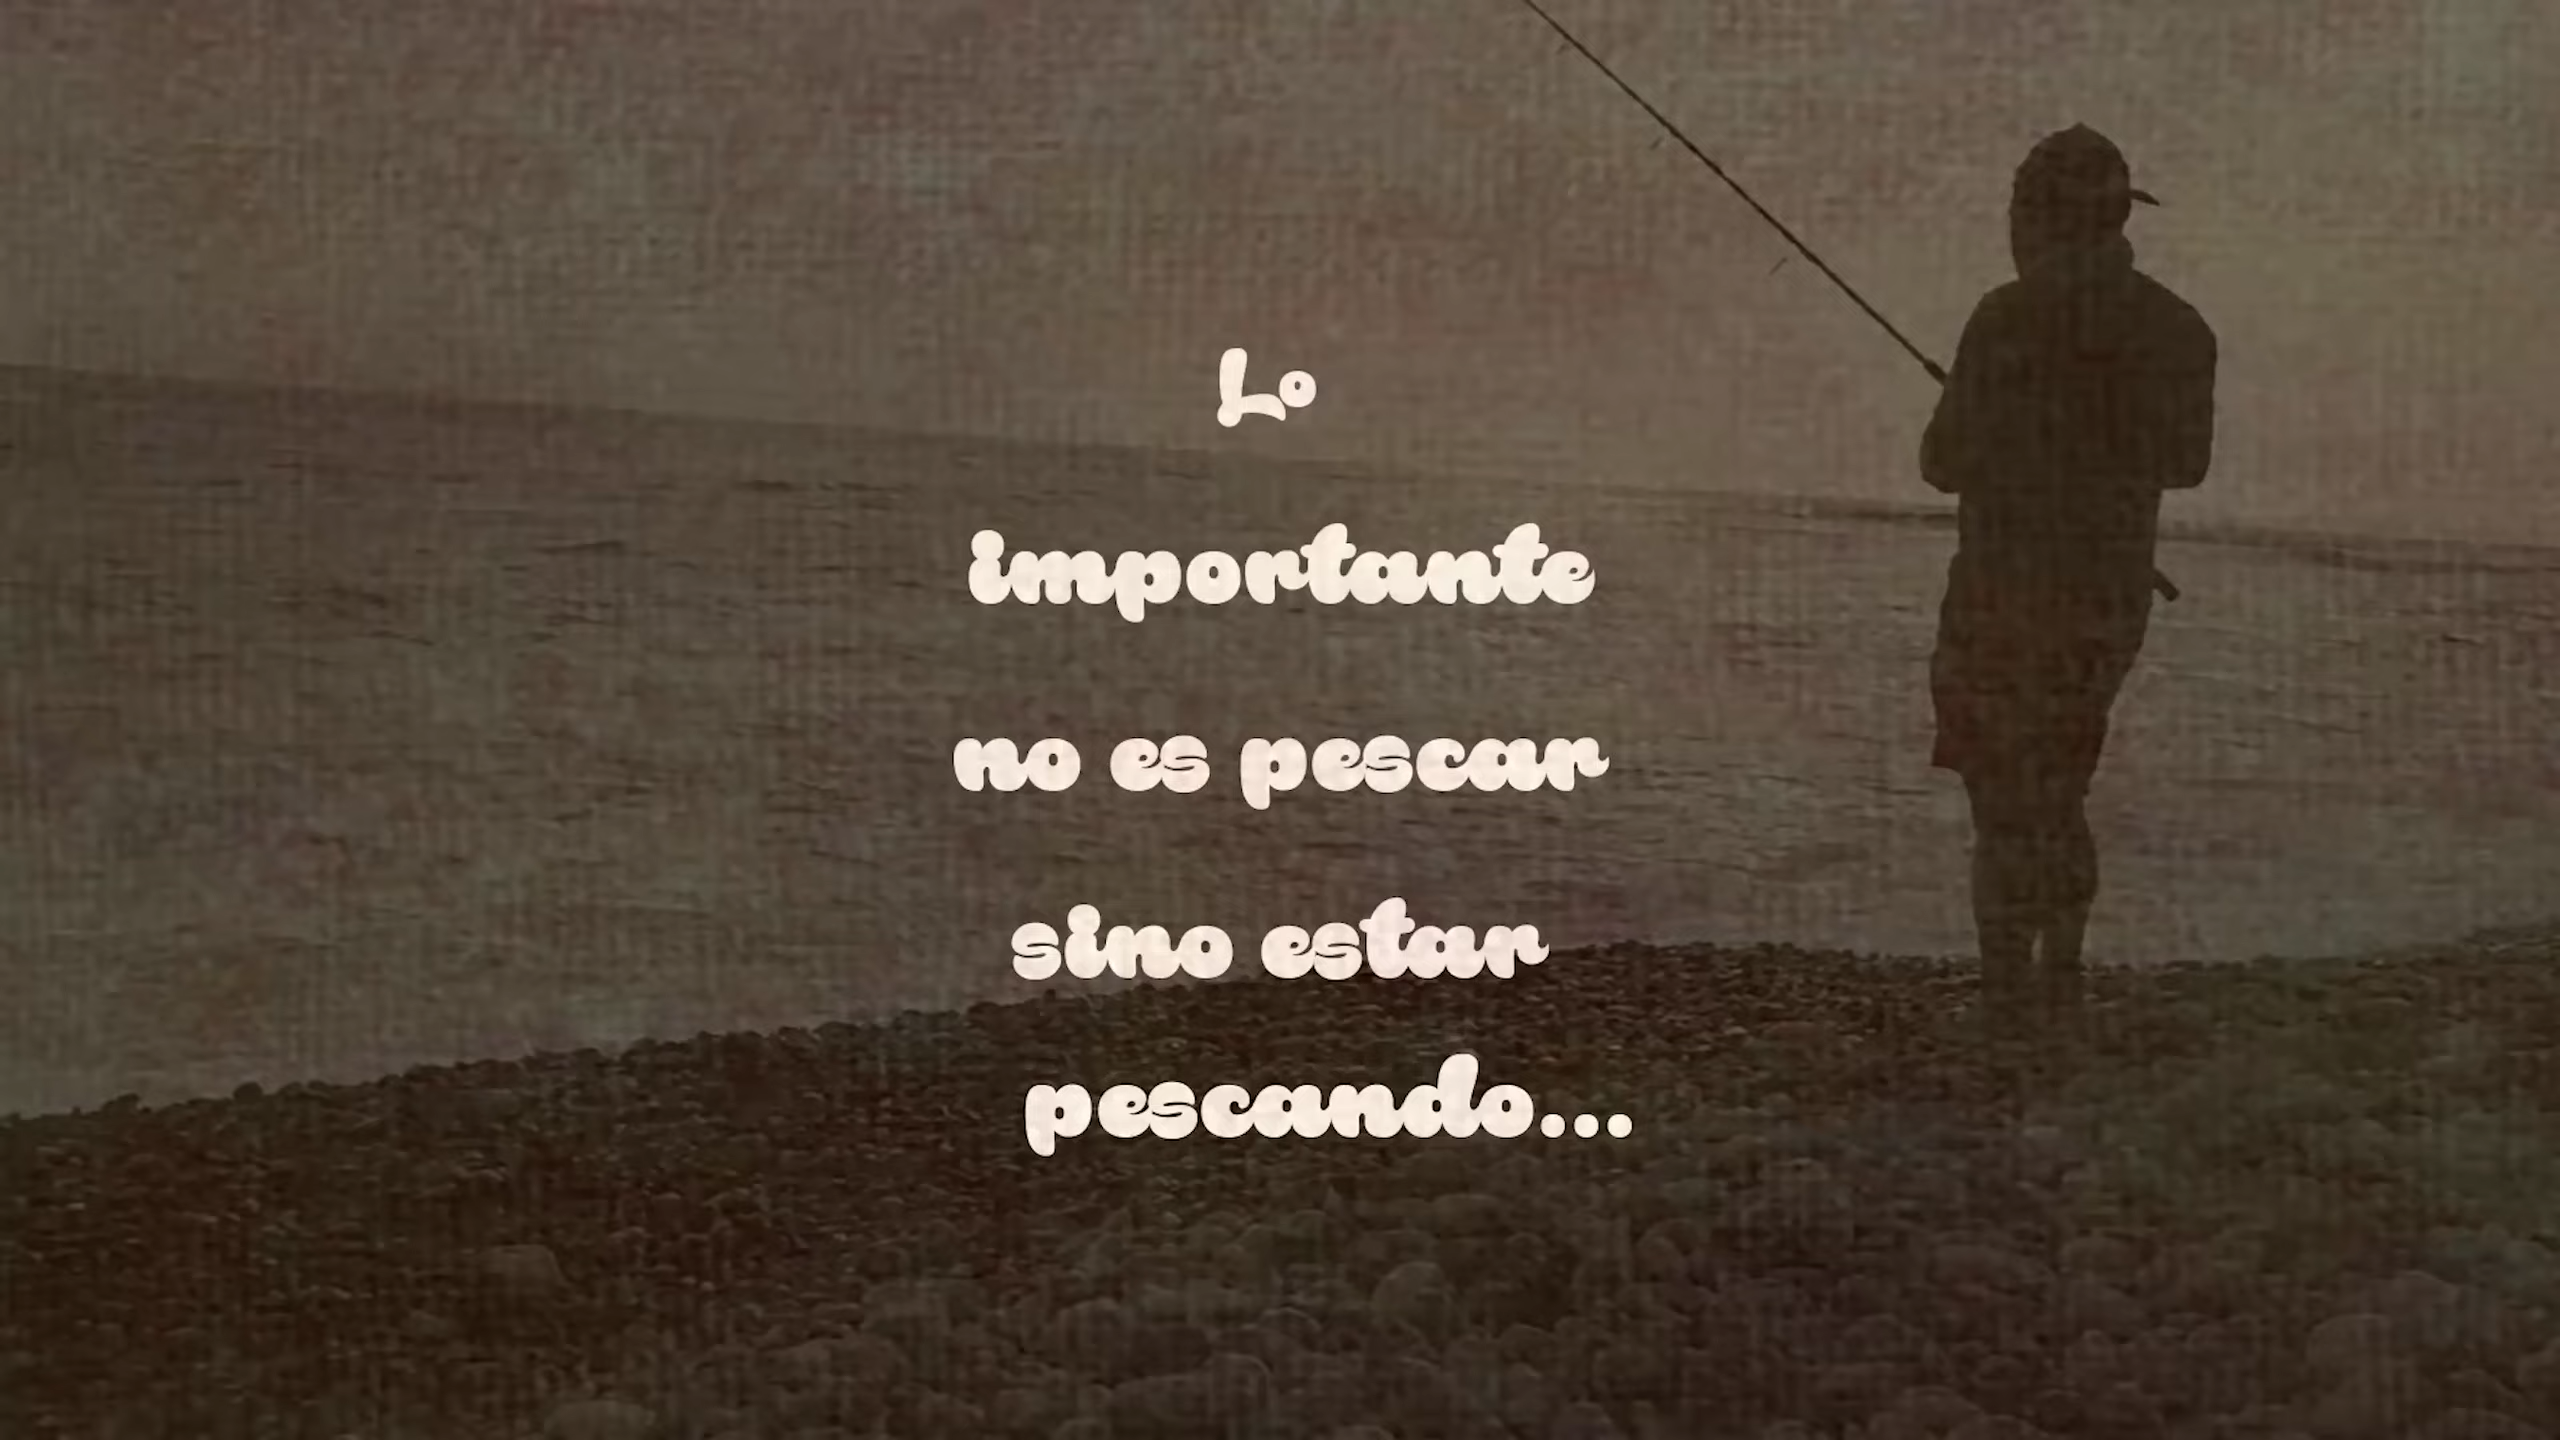 Lo
importante
no es pescar
sino estar
pescando...